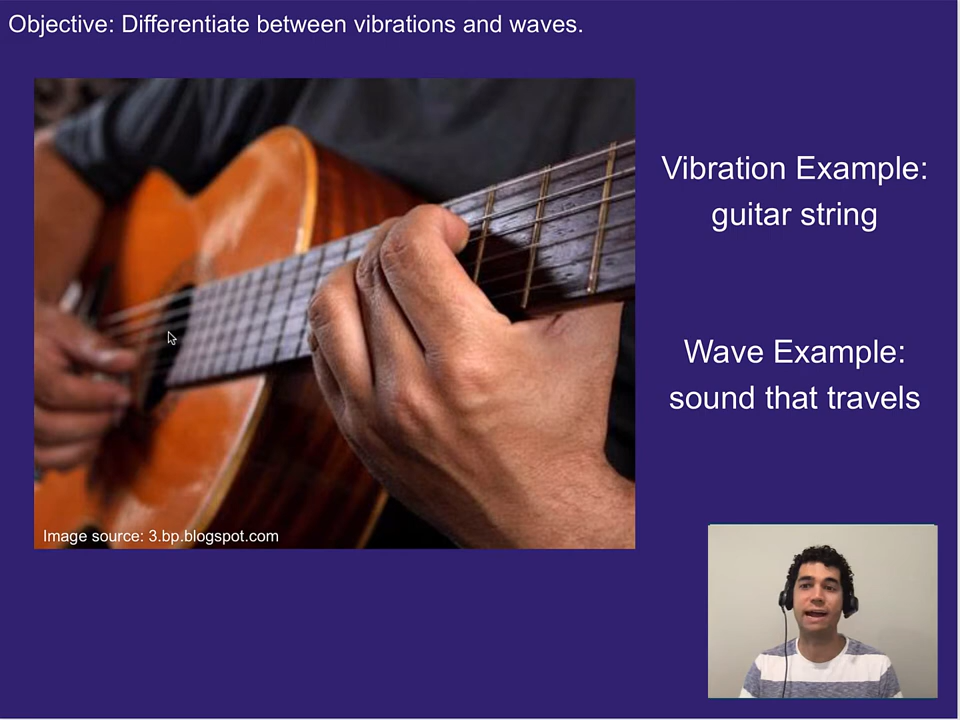 Objective: Differentiate between vibrations and waves.
Vibration Example:
guitar string
Wave Example:
sound that travels
Image source: 3.bp.blogspot.com